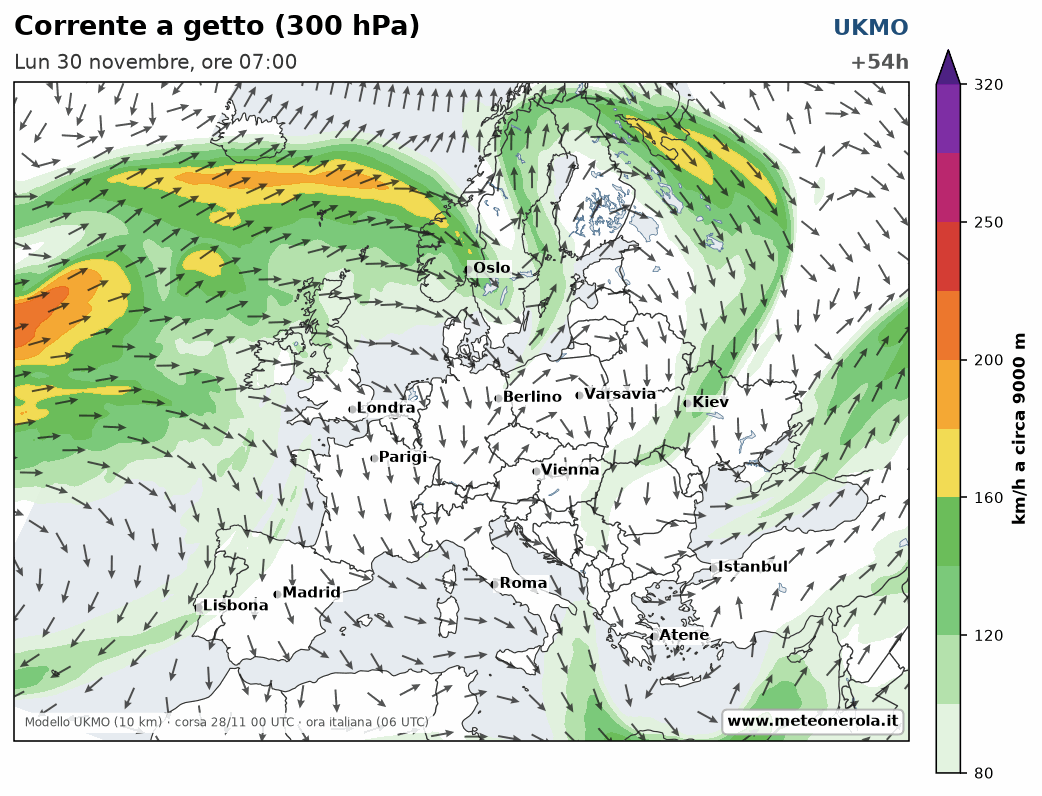 Corrente a getto (300 hPa)
UKMO
Lun 30 novembre, ore 07:00
+54h
320
250
200
160
120
80
km/h a circa 9000 m
Oslo
Londra
Berlino
Varsavia
Kiev
Parigi
Vienna
Istanbul
Madrid
Roma
Lisbona
Atene
Modello UKMO (10 km) · corsa 28/11 00 UTC · ora italiana (06 UTC)
www.meteonerola.it